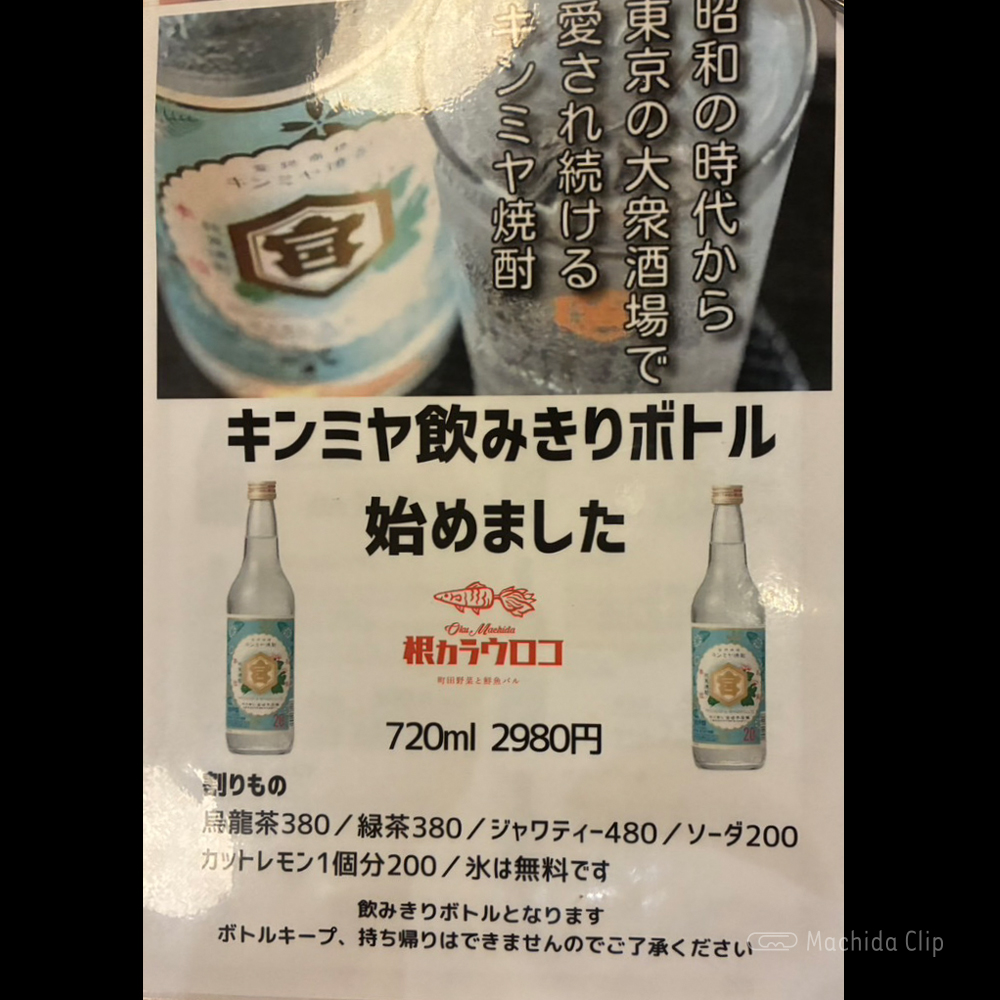 昭和の時代から
東京の大衆酒場で
愛され続ける
キンミヤ焼酎
キンミヤ飲みきりボトル
始めました
Oku Machida
根カラウロコ
町田野菜と鮮魚バル
720ml 2980円
割りもの
烏龍茶380／緑茶380／ジャワティー480／ソーダ200
カットレモン1個分200／氷は無料です
飲みきりボトルとなります
ボトルキープ、持ち帰りはできませんのでご了承ください
Machida Clip